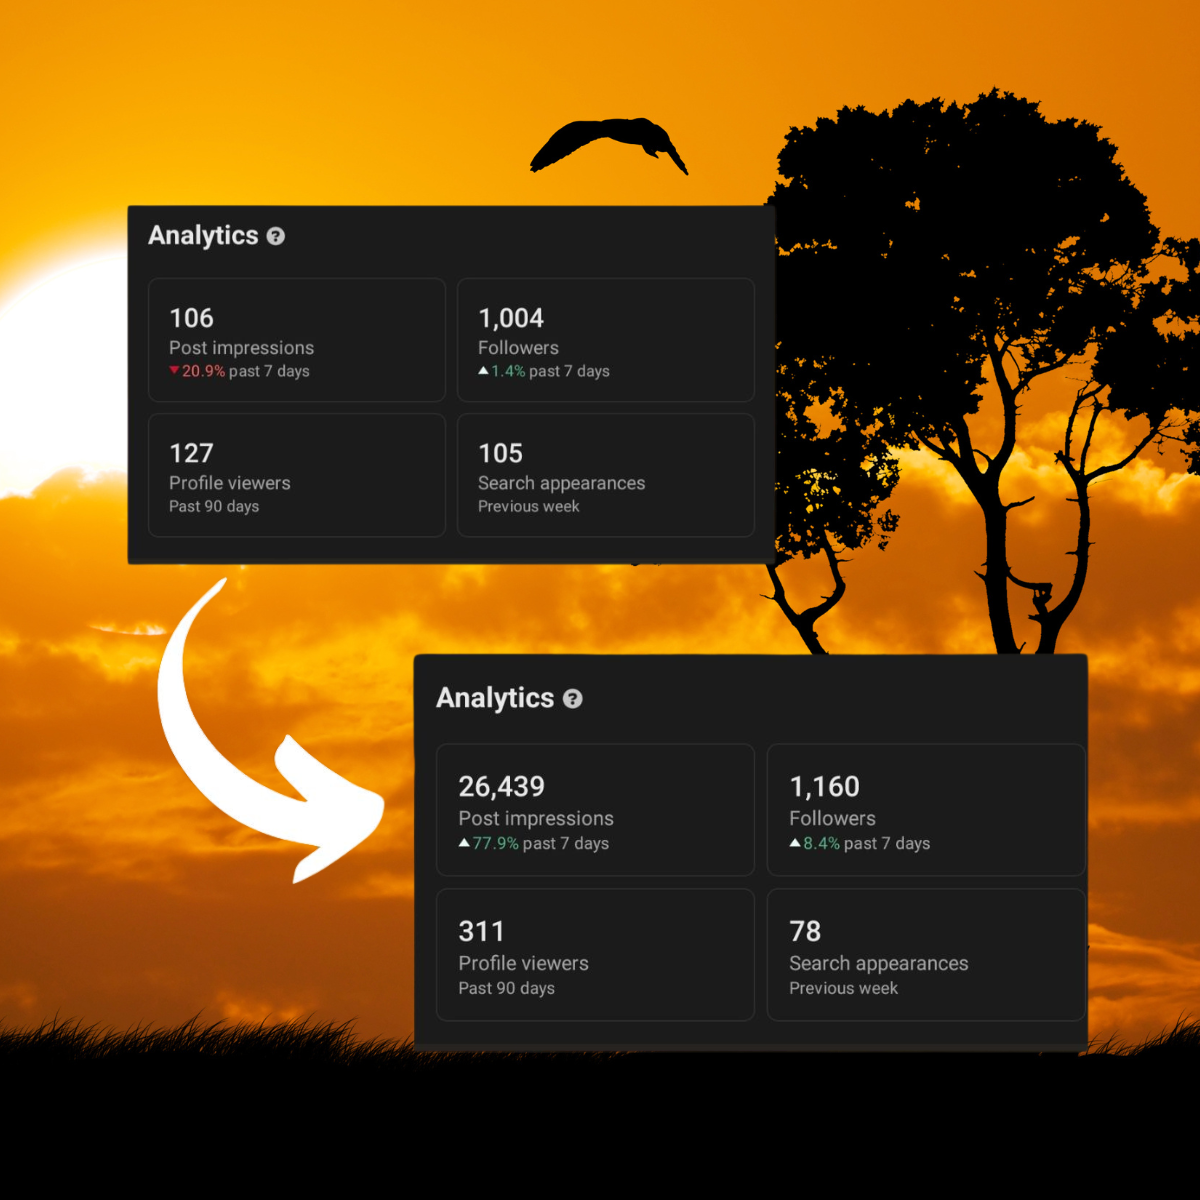 Analytics ?
106
Post impressions
▼20.9% past 7 days
1,004
Followers
▲1.4% past 7 days
127
Profile viewers
Past 90 days
105
Search appearances
Previous week
Analytics ?
26,439
Post impressions
▲77.9% past 7 days
1,160
Followers
▲8.4% past 7 days
311
Profile viewers
Past 90 days
78
Search appearances
Previous week